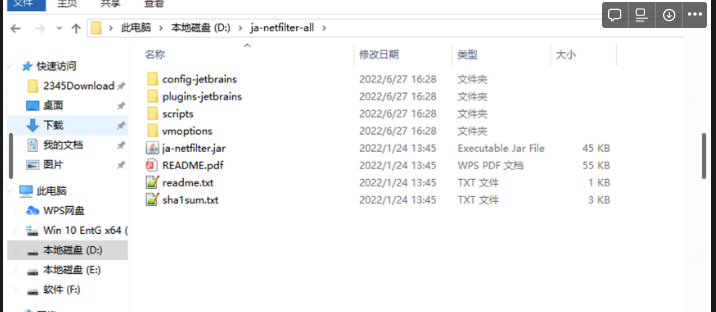 文件 主页 共享 查看
此电脑 本地磁盘 (D:) ja-netfilter-all
名称 修改日期 类型 大小
快速访问
2345Download
桌面
下载
我的文档
图片
此电脑
WPS网盘
Win 10 EntG x64 (
本地磁盘 (D:)
本地磁盘 (E:)
软件 (F:)
config-jetbrains 2022/6/27 16:28 文件夹
plugins-jetbrains 2022/6/27 16:28 文件夹
scripts 2022/6/27 16:28 文件夹
vmoptions 2022/6/27 16:28 文件夹
ja-netfilter.jar 2022/1/24 13:45 Executable Jar File 45 KB
README.pdf 2022/1/24 13:45 WPS PDF 文档 55 KB
readme.txt 2022/1/24 13:45 TXT 文件 1 KB
sha1sum.txt 2022/1/24 13:45 TXT 文件 3 KB